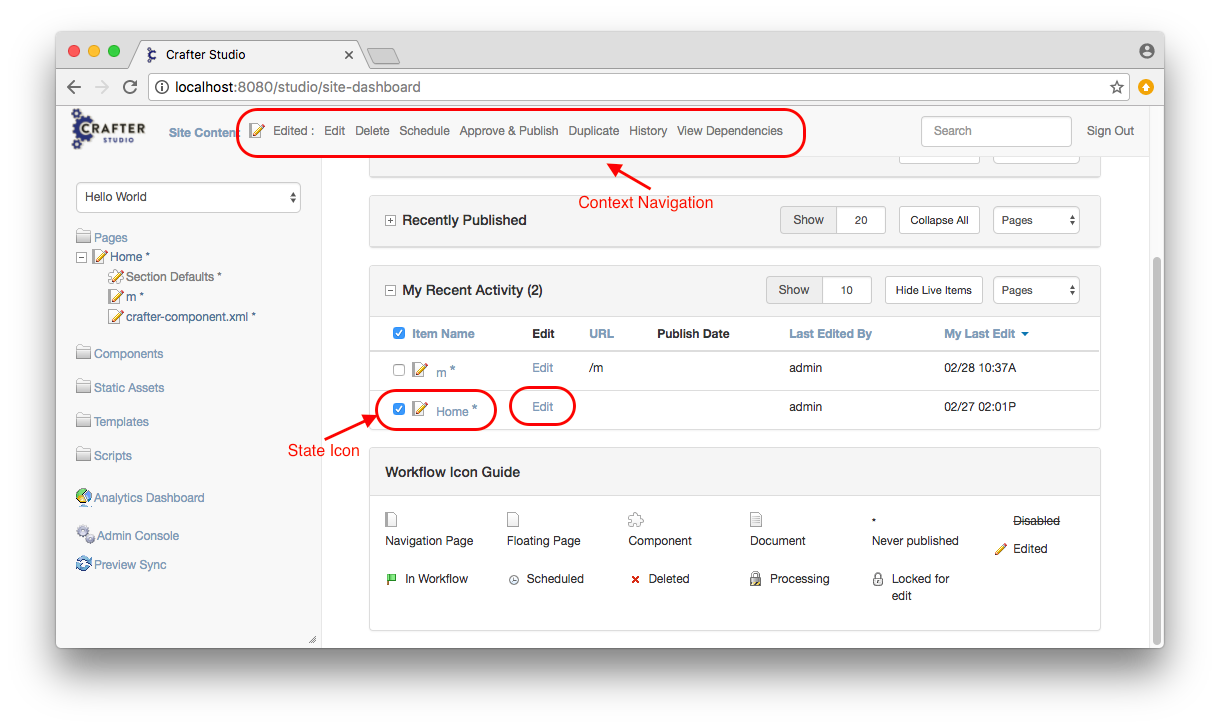 Crafter Studio
localhost:8080/studio/site-dashboard
CRAFTER STUDIO
Site Conten
Edited : Edit Delete Schedule Approve & Publish Duplicate History View Dependencies
Search
Sign Out
Context Navigation
Hello World
Pages
Home *
Section Defaults *
m *
crafter-component.xml *
Components
Static Assets
Templates
Scripts
Analytics Dashboard
Admin Console
Preview Sync
Recently Published Show 20 Collapse All Pages
My Recent Activity (2) Show 10 Hide Live Items Pages
Item Name Edit URL Publish Date Last Edited By My Last Edit
m * Edit /m admin 02/28 10:37A
Home * Edit admin 02/27 02:01P
State Icon
Workflow Icon Guide
Navigation Page Floating Page Component Document * Never published Disabled
Edited
In Workflow Scheduled Deleted Processing Locked for
edit